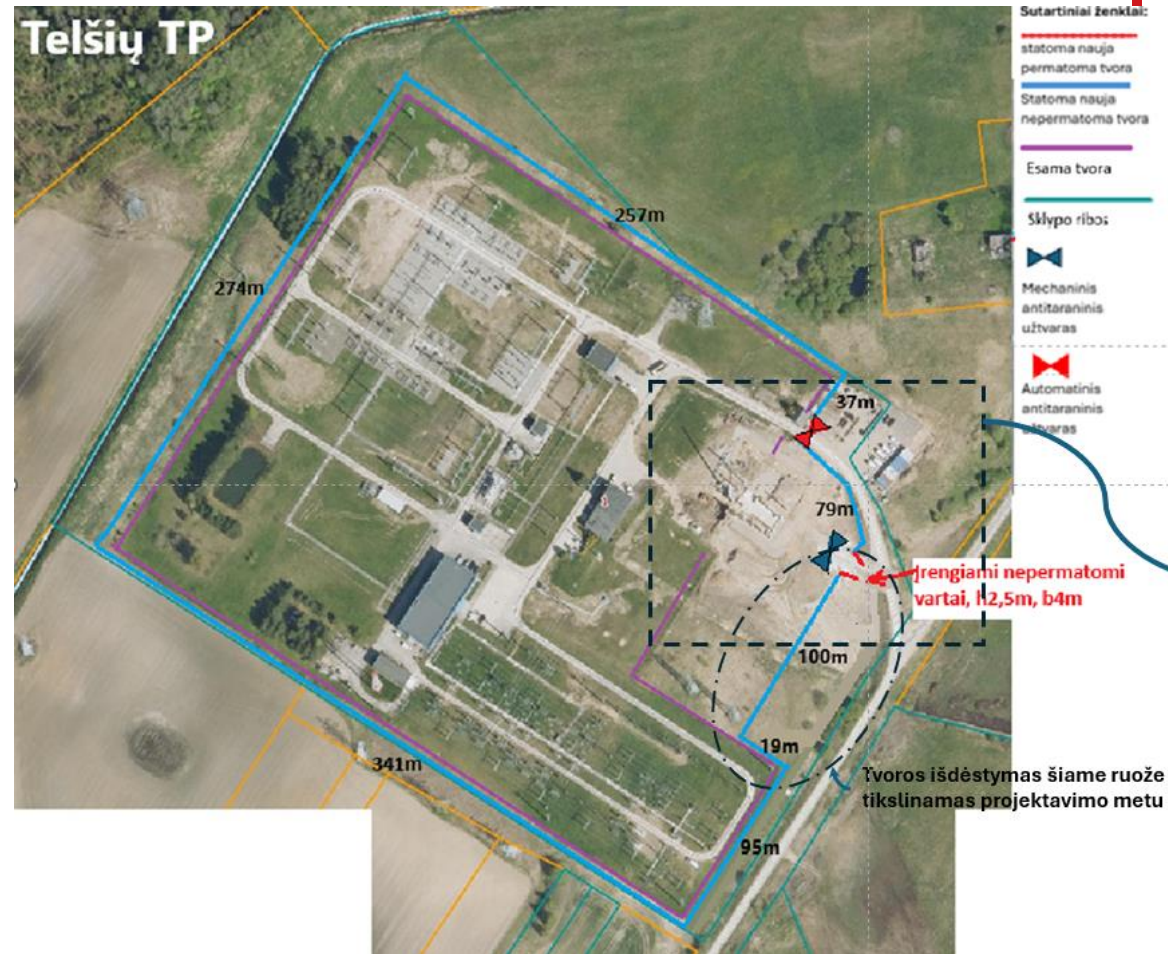 Telšių TP
Sutartiniai ženklai:
statoma nauja
permatoma tvora
Statoma nauja
nepermatoma tvora
Esama tvora
Sklypo ribos
Mechaninis
antitaraninis
užtvaras
Automatinis
antitaraninis
užtvaras
257m
274m
37m
79m
Įrengiami nepermatomi
vartai, h2,5m, b4m
100m
19m
341m
95m
Tvoros išdėstymas šiame ruože
tikslinamas projektavimo metu